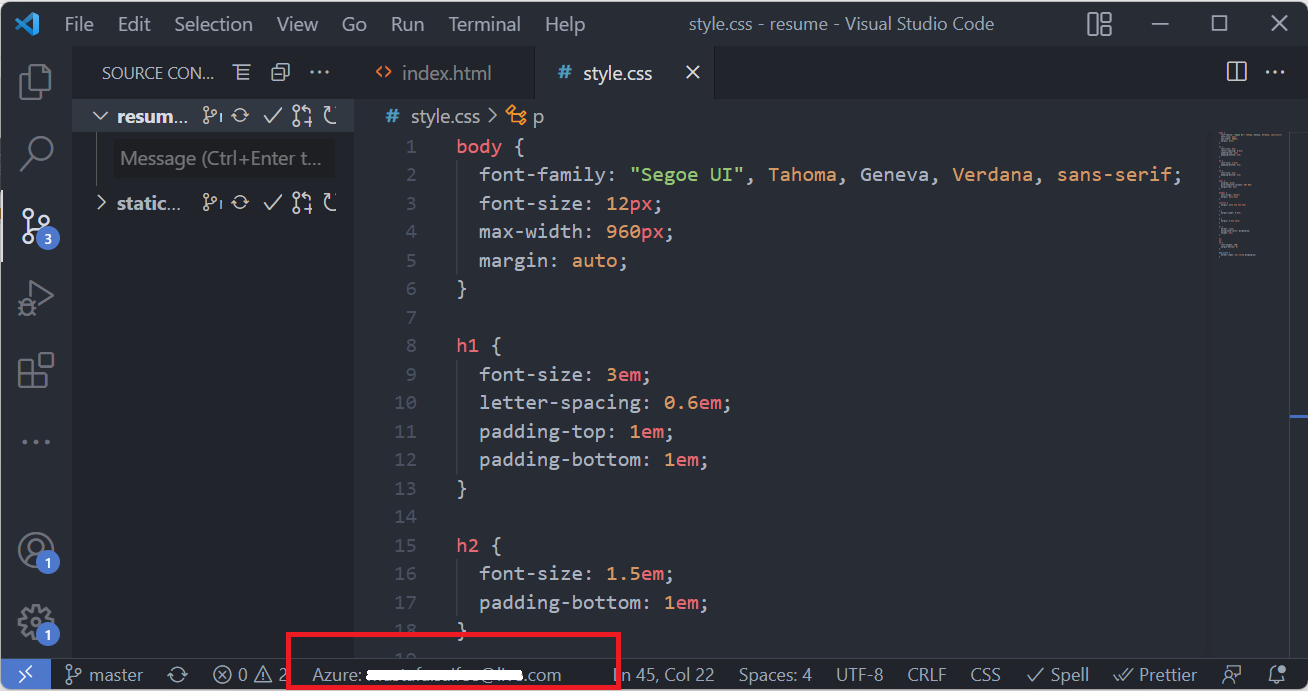 File Edit Selection View Go Run Terminal Help style.css - resume - Visual Studio Code
SOURCE CON... ... index.html # style.css ...
resum... # style.css > p
Message (Ctrl+Enter t...
static...
1 body {
2 font-family: "Segoe UI", Tahoma, Geneva, Verdana, sans-serif;
3 font-size: 12px;
4 max-width: 960px;
5 margin: auto;
6 }
7
8 h1 {
9 font-size: 3em;
10 letter-spacing: 0.6em;
11 padding-top: 1em;
12 padding-bottom: 1em;
13 }
14
15 h2 {
16 font-size: 1.5em;
17 padding-bottom: 1em;
18 }
3
1
1
master 0 2 Azure: .com Ln 45, Col 22 Spaces: 4 UTF-8 CRLF CSS Spell Prettier